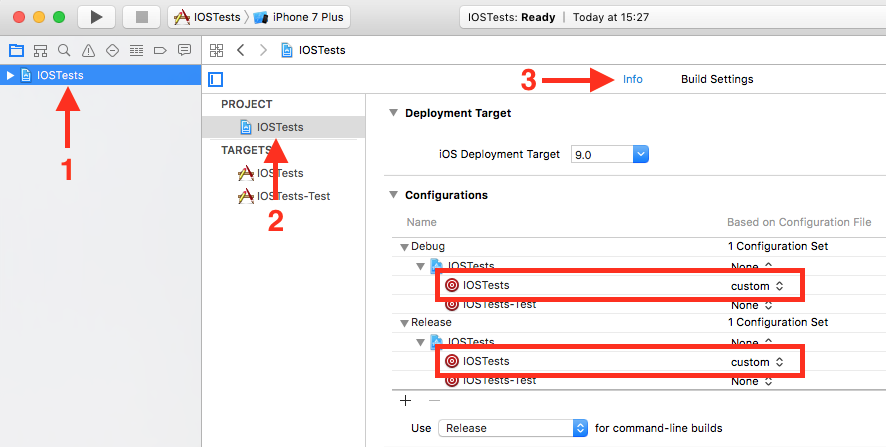 IOSTests iPhone 7 Plus IOSTests: Ready Today at 15:27
IOSTests
IOSTests
3 Info Build Settings
PROJECT
IOSTests
TARGETS
IOSTests
IOSTests-Test
1
2
Deployment Target
iOS Deployment Target 9.0
Configurations
Name Based on Configuration File
Debug 1 Configuration Set
IOSTests None
IOSTests custom
IOSTests-Test None
Release 1 Configuration Set
IOSTests None
IOSTests custom
IOSTests-Test None
Use Release for command-line builds